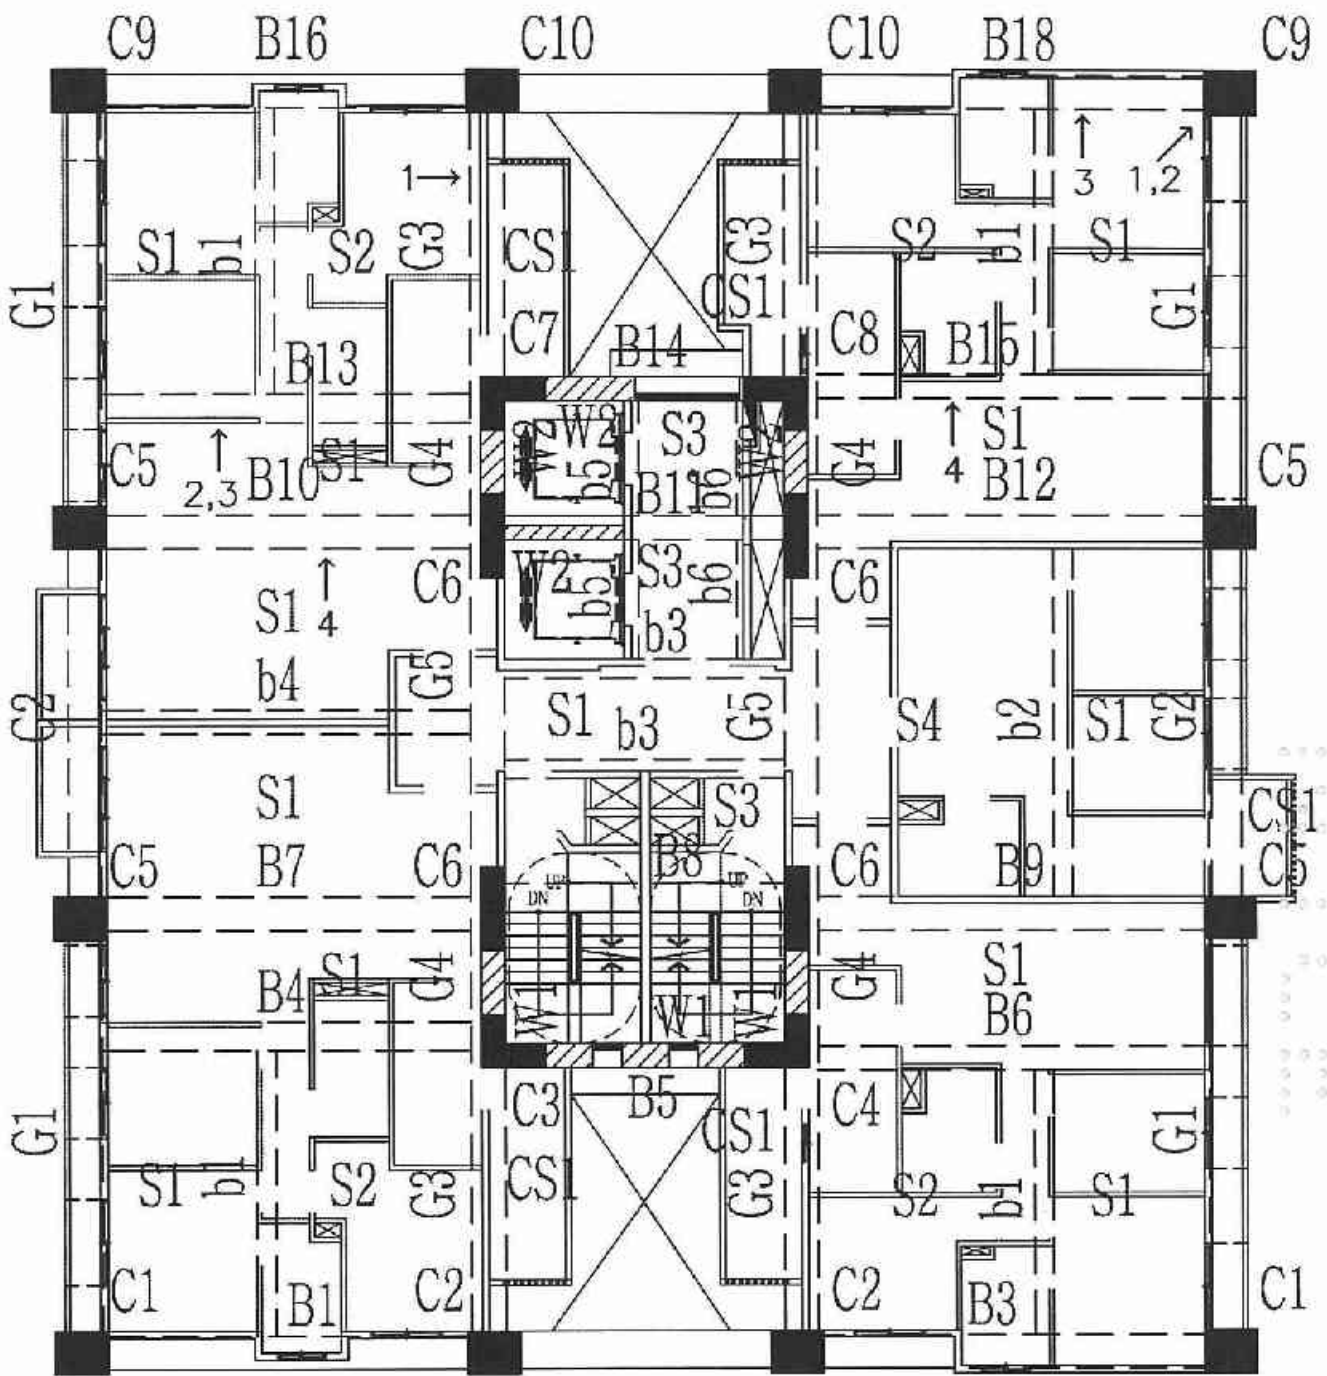 C9 B16 C10 C10 B18 C9
1 3 1,2
S1 b1 S2 G3 CS1 G3 S2 b1 S1
CS1
G1 C7 B14 C8 B15 G1
B13
W2 S3 S1
C5 B10 S1 G4 W2 b5 B11 b6 G4 B12 C5
2,3 4
C6 W2 b5 S3 b6 C6
S1 4 b3
b4 G5
G2 S1 b3 G5 S4 b2 S1 G2
S1 S3 CS1
C5 B7 C6 B8 C6 B9 C5
UP UP
DN DN
B4 S1 G4 G4 S1
W1 W1 W1 B6
G1 C3 B5 C4 G1
CS1
S1 b1 S2 G3 CS1 G3 S2 b1 S1
C1 B1 C2 C2 B3 C1